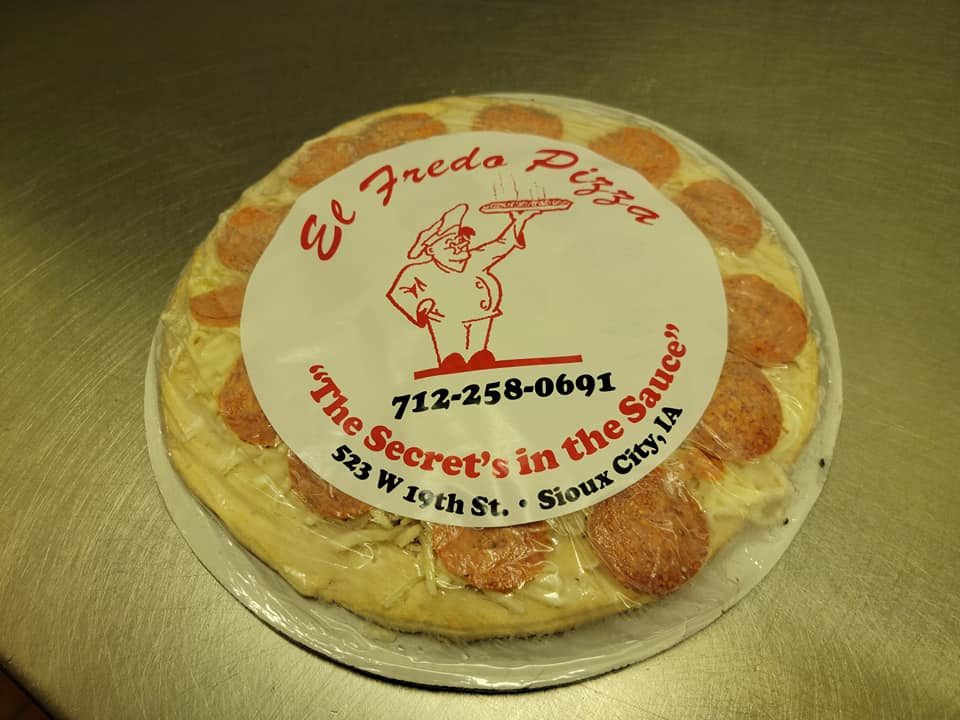 El Fredo Pizza
712-258-0691
“The Secret's in the Sauce”
523 W 19th St. • Sioux City, IA